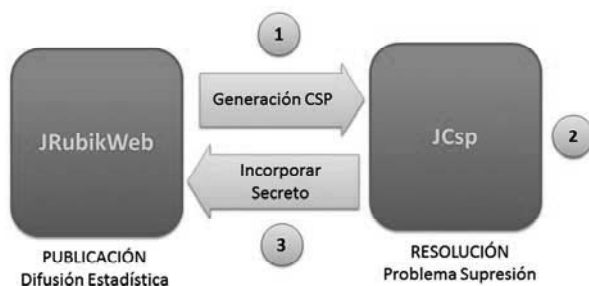 1
Generación CSP
JRubikWeb
JCsp
2
Incorporar
Secreto
3
PUBLICACIÓN
Difusión Estadística
RESOLUCIÓN
Problema Supresión